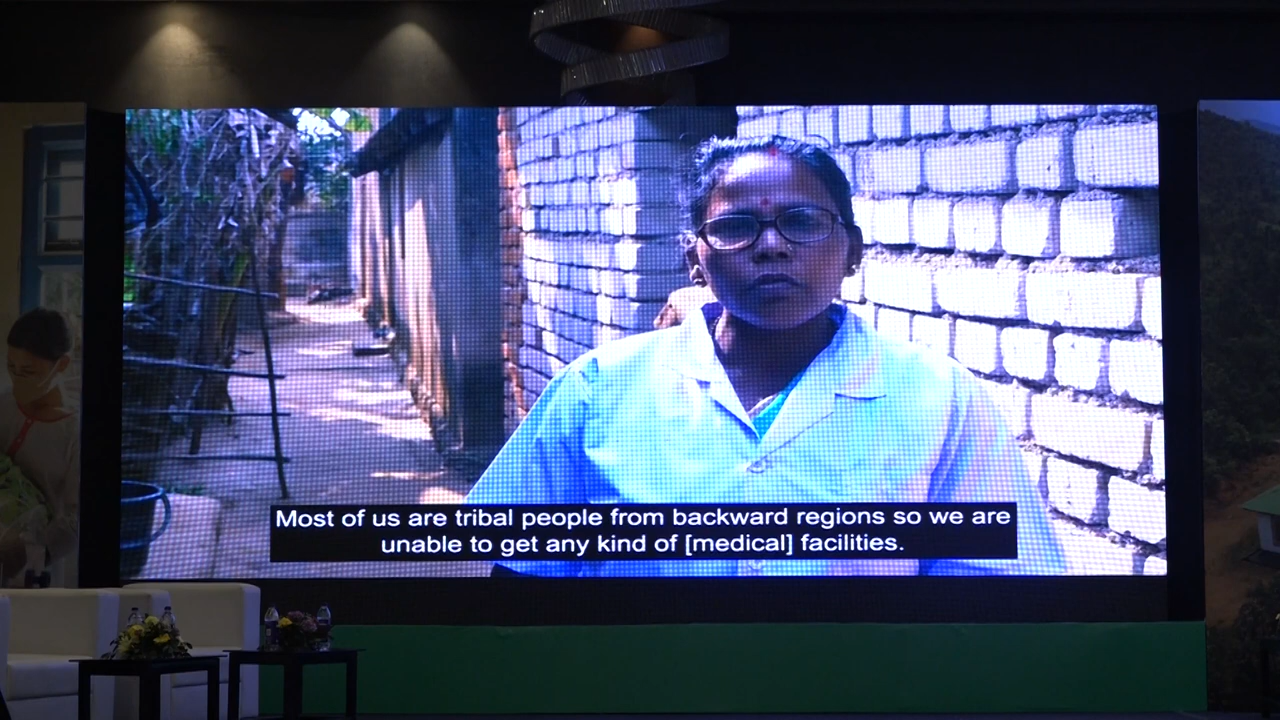 Most of us are tribal people from backward regions so we are
unable to get any kind of [medical] facilities.